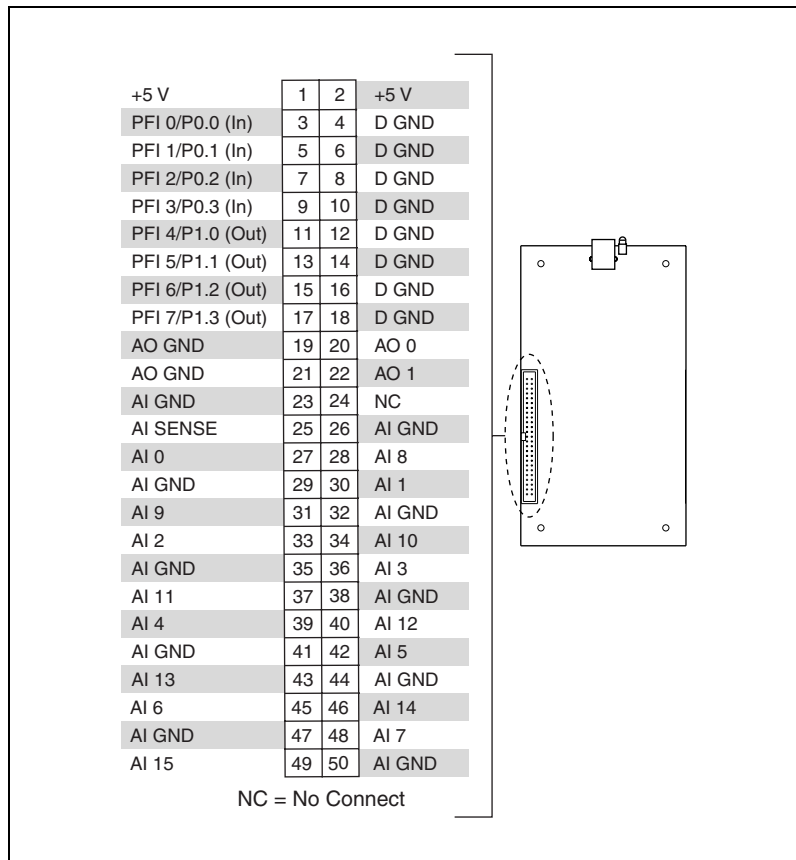 +5 V 1 2 +5 V
PFI 0/P0.0 (In) 3 4 D GND
PFI 1/P0.1 (In) 5 6 D GND
PFI 2/P0.2 (In) 7 8 D GND
PFI 3/P0.3 (In) 9 10 D GND
PFI 4/P1.0 (Out) 11 12 D GND
PFI 5/P1.1 (Out) 13 14 D GND
PFI 6/P1.2 (Out) 15 16 D GND
PFI 7/P1.3 (Out) 17 18 D GND
AO GND 19 20 AO 0
AO GND 21 22 AO 1
AI GND 23 24 NC
AI SENSE 25 26 AI GND
AI 0 27 28 AI 8
AI GND 29 30 AI 1
AI 9 31 32 AI GND
AI 2 33 34 AI 10
AI GND 35 36 AI 3
AI 11 37 38 AI GND
AI 4 39 40 AI 12
AI GND 41 42 AI 5
AI 13 43 44 AI GND
AI 6 45 46 AI 14
AI GND 47 48 AI 7
AI 15 49 50 AI GND
NC = No Connect